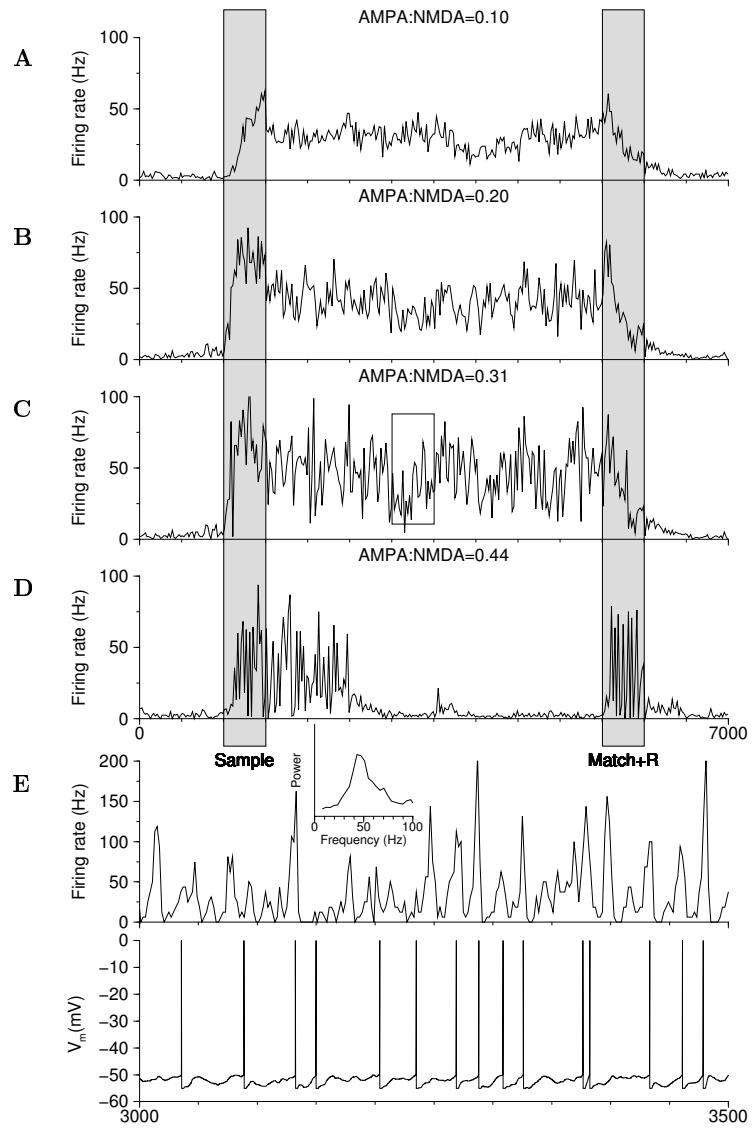 AMPA:NMDA=0.10
A
Firing rate (Hz)
100
50
0
AMPA:NMDA=0.20
B
Firing rate (Hz)
100
50
0
AMPA:NMDA=0.31
C
Firing rate (Hz)
100
50
0
AMPA:NMDA=0.44
D
Firing rate (Hz)
100
50
0
0 7000
Sample Match+R
E
Firing rate (Hz)
200
150
100
50
0
Power
0 50 100
Frequency (Hz)
Vm(mV)
0
−10
−20
−30
−40
−50
−60
3000 3500